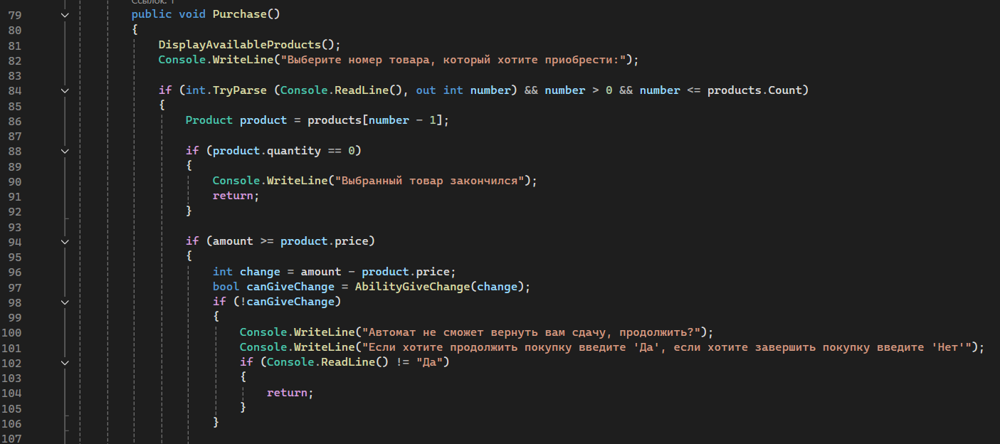 Ссылок: 1
79 public void Purchase()
80 {
81 DisplayAvailableProducts();
82 Console.WriteLine("Выберите номер товара, который хотите приобрести:");
83
84 if (int.TryParse (Console.ReadLine(), out int number) && number > 0 && number <= products.Count)
85 {
86 Product product = products[number - 1];
87
88 if (product.quantity == 0)
89 {
90 Console.WriteLine("Выбранный товар закончился");
91 return;
92 }
93
94 if (amount >= product.price)
95 {
96 int change = amount - product.price;
97 bool canGiveChange = AbilityGiveChange(change);
98 if (!canGiveChange)
99 {
100 Console.WriteLine("Автомат не сможет вернуть вам сдачу, продолжить?");
101 Console.WriteLine("Если хотите продолжить покупку введите 'Да', если хотите завершить покупку введите 'Нет'");
102 if (Console.ReadLine() != "Да")
103 {
104 return;
105 }
106 }
107